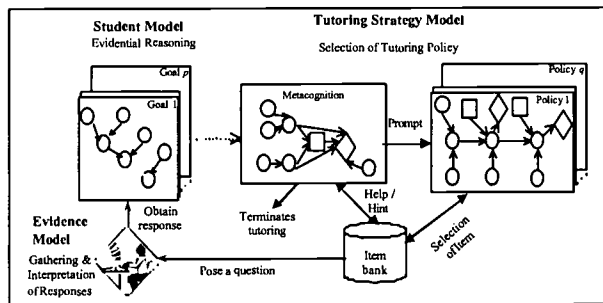 Student Model
Evidential Reasoning
Tutoring Strategy Model
Selection of Tutoring Policy
Goal p
Goal 1
Metacognition
Prompt
Policy q
Policy 1
Evidence
Model
Gathering &
Interpretation
of Responses
Obtain
response
Terminates
tutoring
Help /
Hint
Item
bank
Selection
of Item
Pose a question